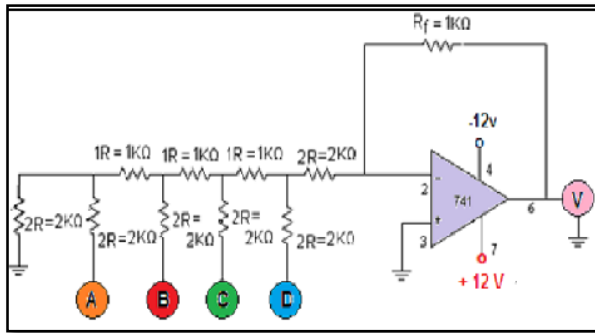 Rf = 1KΩ
-12v
1R = 1KΩ
1R = 1KΩ
1R = 1KΩ
2R = 2KΩ
4
2
-
741
6
V
+
3
7
2R = 2KΩ
2R = 2KΩ
2R = 2KΩ
2R = 2KΩ
2R = 2KΩ
A
B
C
D
+ 12 V